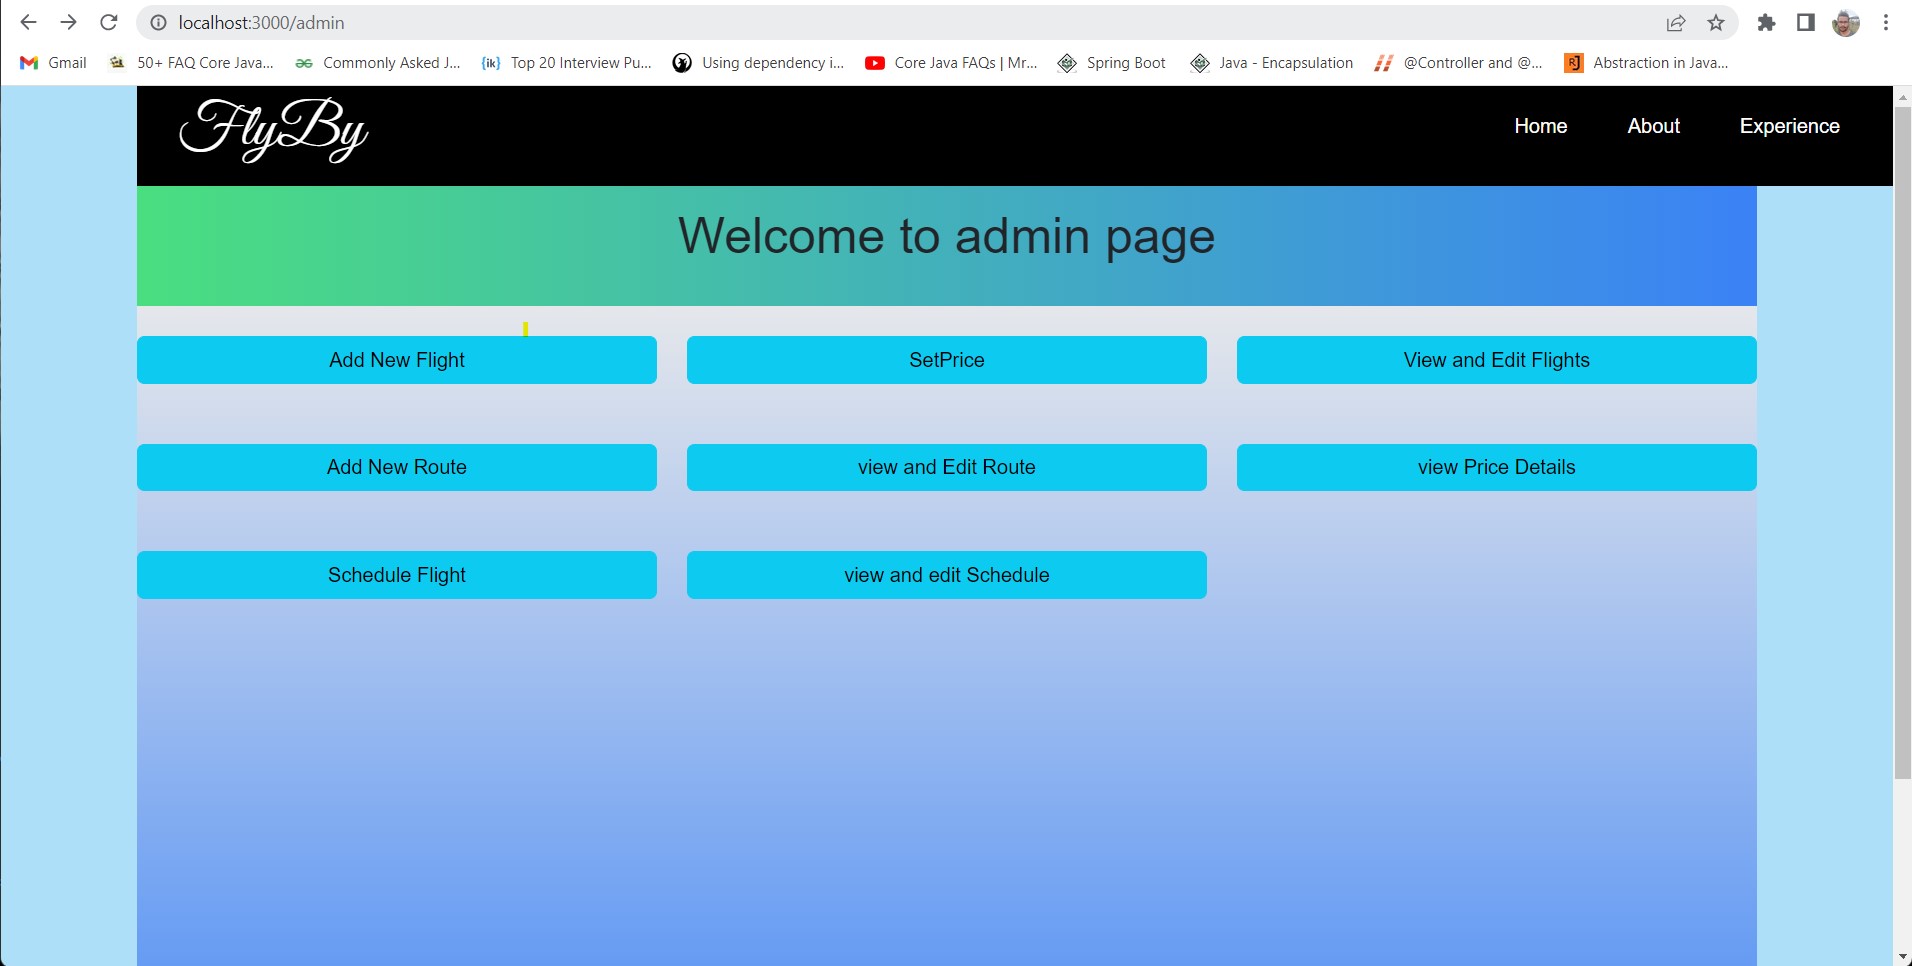 localhost:3000/admin
Gmail 50+ FAQ Core Java... Commonly Asked J... {ik} Top 20 Interview Pu... Using dependency i... Core Java FAQs | Mr... Spring Boot Java - Encapsulation @Controller and @... RJ Abstraction in Java...
FlyBy Home About Experience
Welcome to admin page
Add New Flight SetPrice View and Edit Flights
Add New Route view and Edit Route view Price Details
Schedule Flight view and edit Schedule